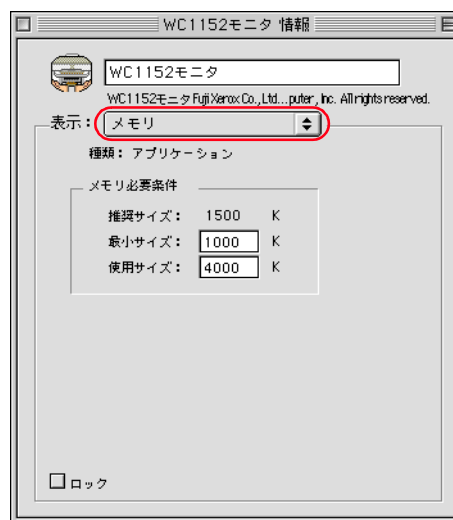 WC1152モニタ 情報
WC1152モニタ
WC1152モニタ Fuji Xerox Co., Ltd...puter, Inc. All rights reserved.
表示： メモリ
種類： アプリケーション
メモリ必要条件
推奨サイズ： 1500 K
最小サイズ： 1000 K
使用サイズ： 4000 K
ロック